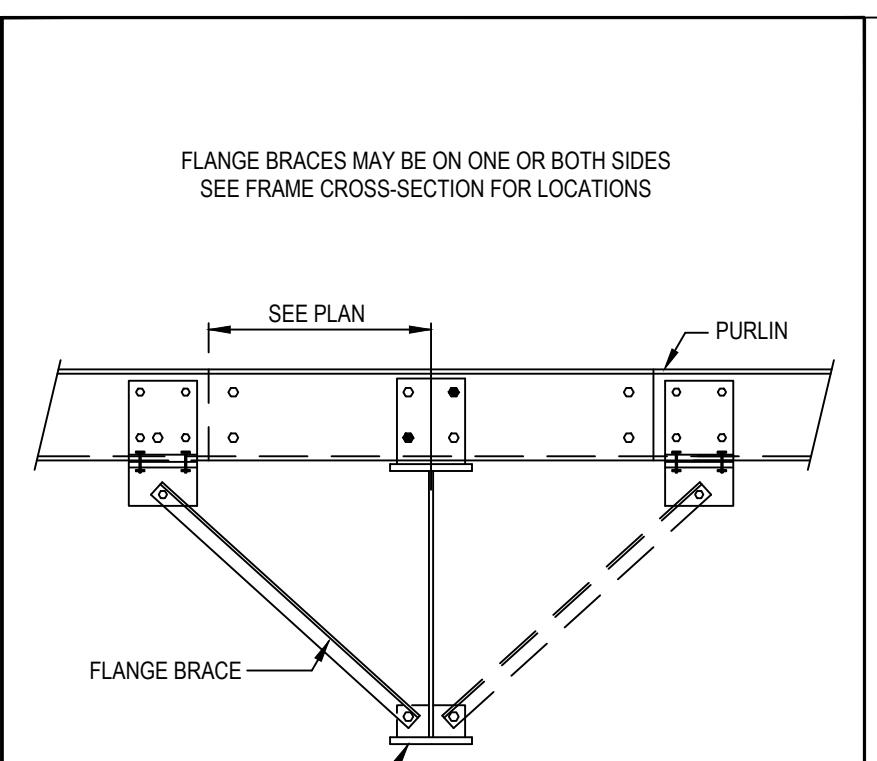 FLANGE BRACES MAY BE ON ONE OR BOTH SIDES
SEE FRAME CROSS-SECTION FOR LOCATIONS
SEE PLAN
PURLIN
FLANGE BRACE